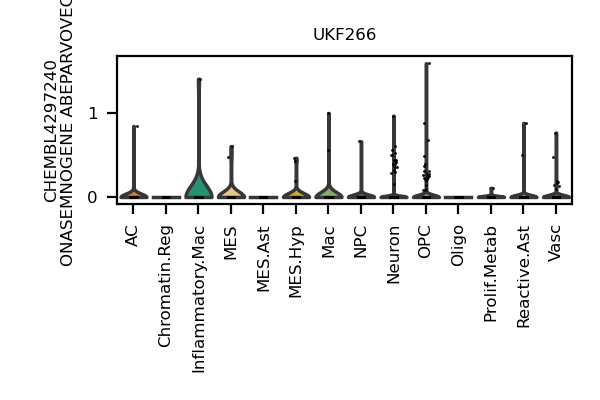 UKF266
CHEMBL4297240
ONASEMNOGENE ABEPARVOVEC
1
0
AC
Chromatin.Reg
Inflammatory.Mac
MES
MES.Ast
MES.Hyp
Mac
NPC
Neuron
OPC
Oligo
Prolif.Metab
Reactive.Ast
Vasc